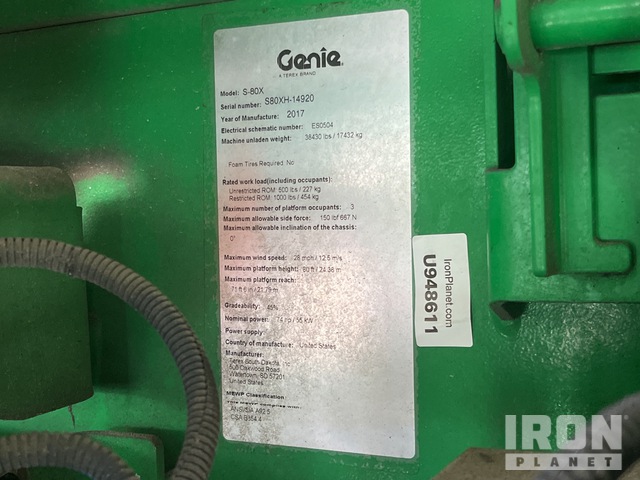 Genie
A TEREX BRAND
Model: S-80X
Serial number: S80XH-14920
Year of Manufacture: 2017
Electrical schematic number: ES0504
Machine unladen weight: 38430 lbs / 17432 kg
Foam Tires Required: No
Rated work load(including occupants):
Unrestricted ROM: 500 lbs / 227 kg
Restricted ROM: 1000 lbs / 454 kg
Maximum number of platform occupants: 3
Maximum allowable side force: 150 lbf 667 N
Maximum allowable inclination of the chassis:
0°
Maximum wind speed: 28 mph / 12.5 m/s
Maximum platform height: 80 ft / 24.38 m
Maximum platform reach:
71 ft 6 in / 21.79 m
Gradeability: 45%
Nominal power: 74 hp / 55 kW
Power supply:
Country of manufacture: United States
Manufacturer:
Terex South Dakota, Inc
500 Oakwood Road
Watertown, SD 57201
United States
MEWP Classification
This MEWP complies with:
ANSI/SIA A92.5
CSA B354.4
IronPlanet.com
U948611
IRON
PLANET